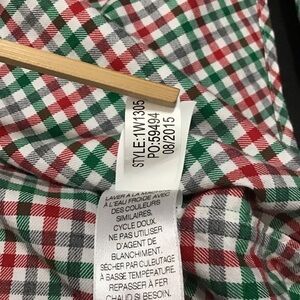 STYLE:1W1305
PO:59494
08/2015
LAVER À LA MACHINE
À L'EAU FROIDE AVEC
DES COULEURS
SIMILAIRES.
CYCLE DOUX.
NE PAS UTILISER
D'AGENT DE
BLANCHIMENT.
SÉCHER PAR CULBUTAGE
À BASSE TEMPÉRATURE.
REPASSER À FER
CHAUD SI BESOIN.